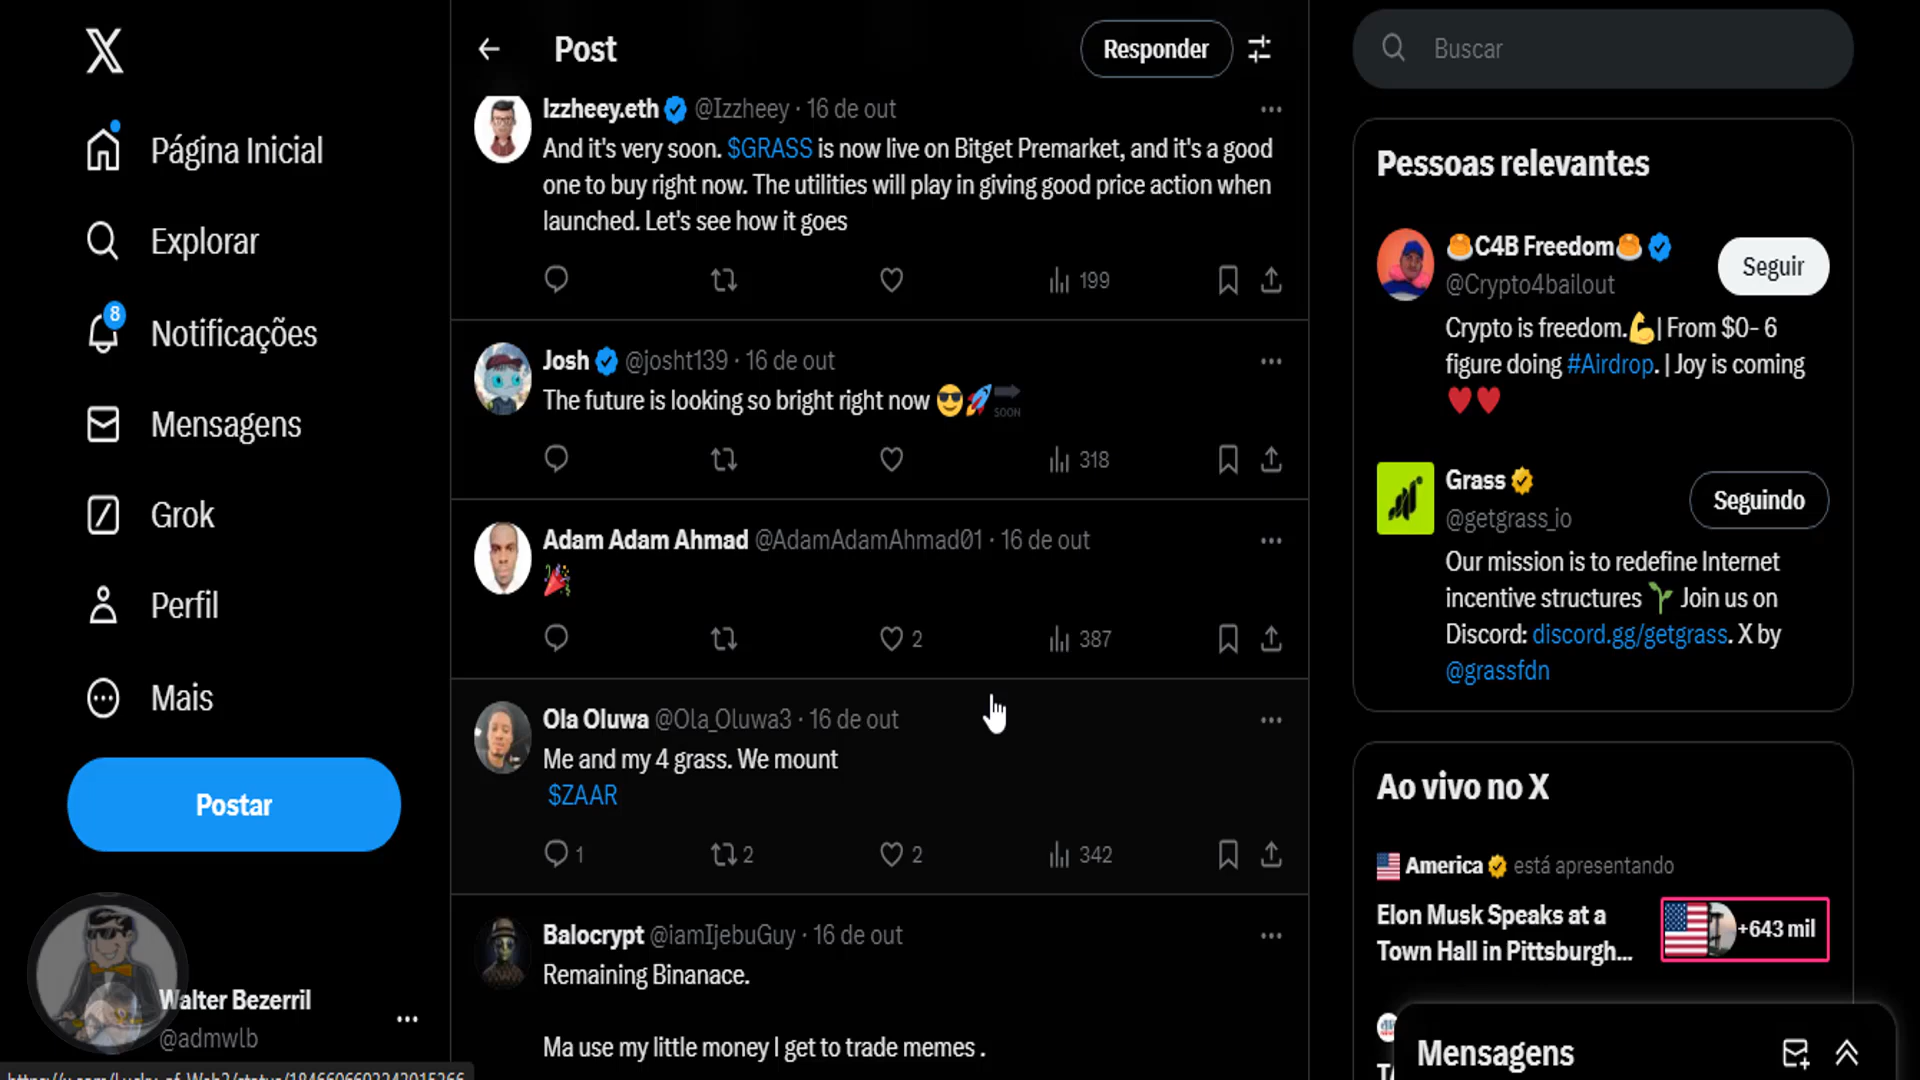 Post
Responder
Buscar
Página Inicial
Explorar
8
Notificações
Mensagens
Grok
Perfil
Mais
Postar
Walter Bezerril
@admwlb
Izzheey.eth @Izzheey · 16 de out
And it's very soon. $GRASS is now live on Bitget Premarket, and it's a good
one to buy right now. The utilities will play in giving good price action when
launched. Let's see how it goes
199
Josh @josht139 · 16 de out
The future is looking so bright right now 😎🚀🔜
318
Adam Adam Ahmad @AdamAdamAhmad01 · 16 de out
🎉
2 387
Ola Oluwa @Ola_Oluwa3 · 16 de out
Me and my 4 grass. We mount
$ZAAR
1 2 2 342
Balocrypt @iamIjebuGuy · 16 de out
Remaining Binanace.
Ma use my little money I get to trade memes .
Pessoas relevantes
C4B Freedom
@Crypto4bailout
Seguir
Crypto is freedom.💪| From $0- 6
figure doing #Airdrop. | Joy is coming
♥️♥️
Grass
@getgrass_io
Seguindo
Our mission is to redefine Internet
incentive structures 🌱 Join us on
Discord: discord.gg/getgrass. X by
@grassfdn
Ao vivo no X
America está apresentando
Elon Musk Speaks at a
Town Hall in Pittsburgh...
+643 mil
Mensagens